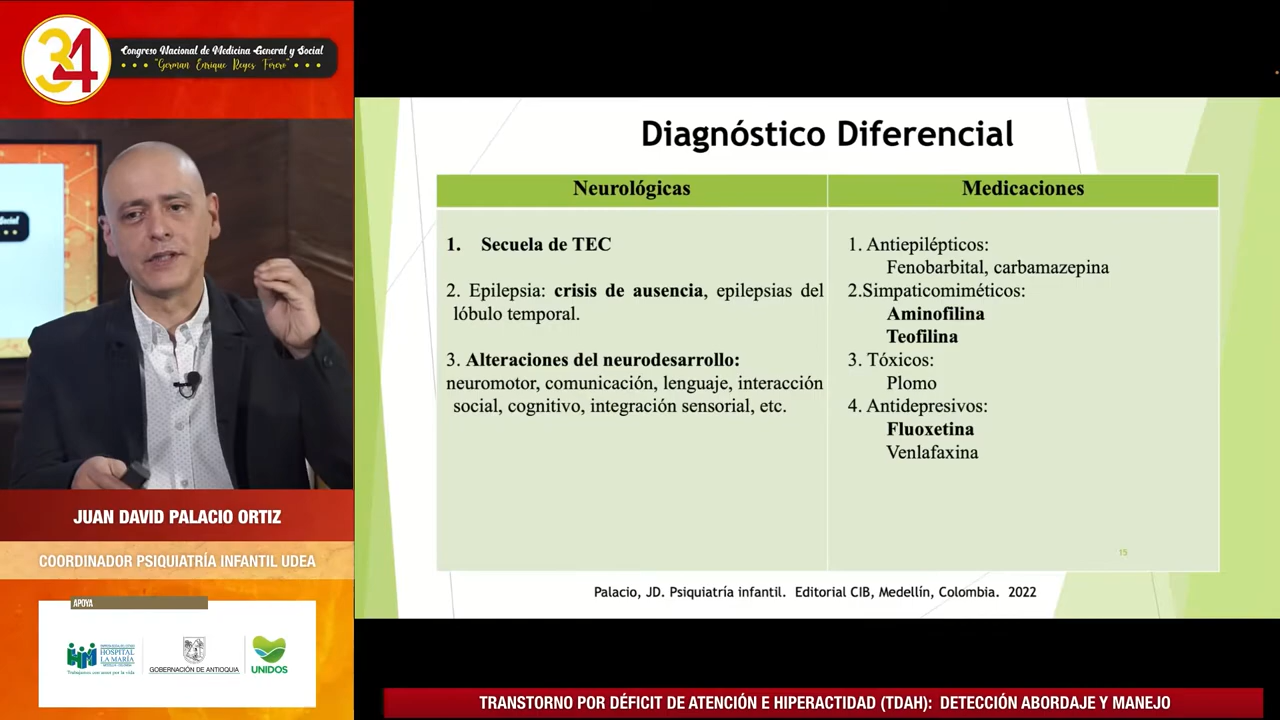 34
Congreso Nacional de Medicina General y Social
"German Enrique Reyes Forero"
Diagnóstico Diferencial
Neurológicas
1. Secuela de TEC
2. Epilepsia: crisis de ausencia, epilepsias del
lóbulo temporal.
3. Alteraciones del neurodesarrollo:
neuromotor, comunicación, lenguaje, interacción
social, cognitivo, integración sensorial, etc.
Medicaciones
1. Antiepilépticos:
Fenobarbital, carbamazepina
2.Simpaticomiméticos:
Aminofilina
Teofilina
3. Tóxicos:
Plomo
4. Antidepresivos:
Fluoxetina
Venlafaxina
15
Palacio, JD. Psiquiatría infantil. Editorial CIB, Medellín, Colombia. 2022
JUAN DAVID PALACIO ORTIZ
COORDINADOR PSIQUIATRÍA INFANTIL UDEA
APOYA
HOSPITAL
LA MARÍA
GOBERNACIÓN DE ANTIOQUIA
UNIDOS
TRANSTORNO POR DÉFICIT DE ATENCIÓN E HIPERACTIDAD (TDAH): DETECCIÓN ABORDAJE Y MANEJO